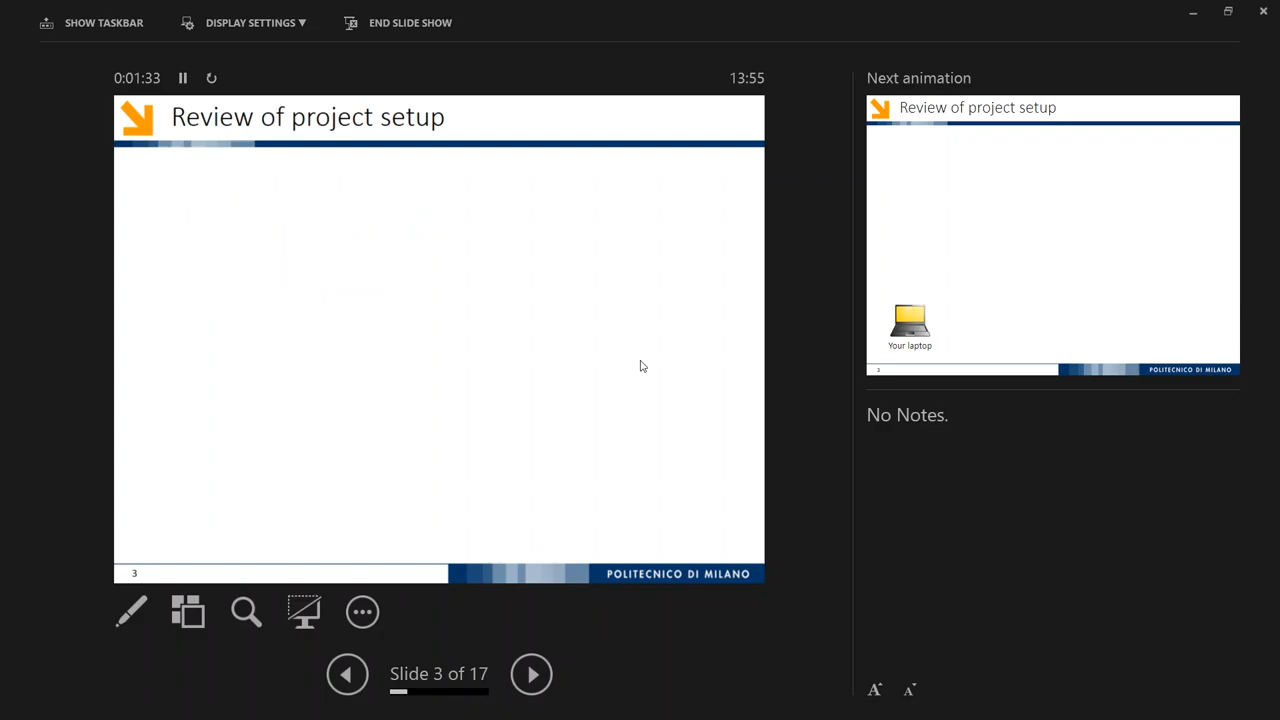 SHOW TASKBAR
DISPLAY SETTINGS ▼
END SLIDE SHOW
0:01:33
13:55
Review of project setup
3
POLITECNICO DI MILANO
Slide 3 of 17
Next animation
Review of project setup
Your laptop
3
POLITECNICO DI MILANO
No Notes.
A A